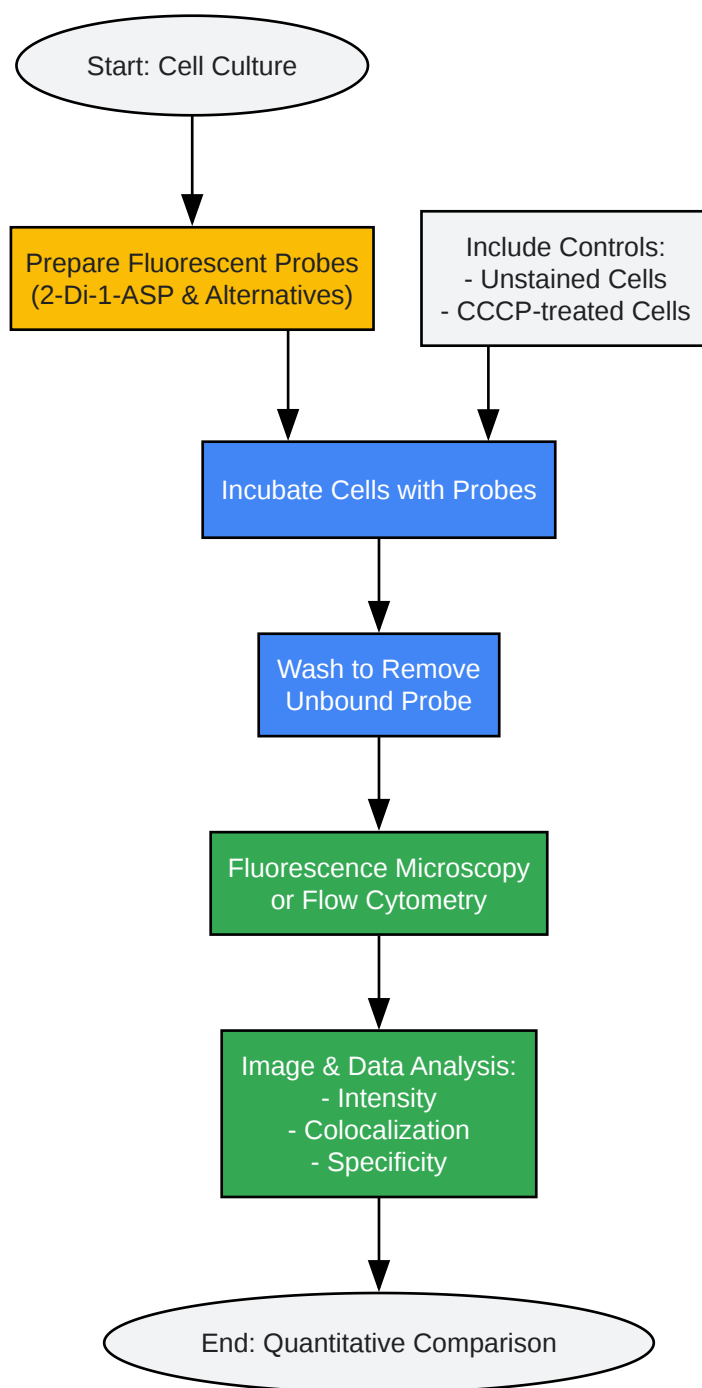 Start: Cell Culture
Prepare Fluorescent Probes
(2-Di-1-ASP & Alternatives)
Include Controls:
- Unstained Cells
- CCCP-treated Cells
Incubate Cells with Probes
Wash to Remove
Unbound Probe
Fluorescence Microscopy
or Flow Cytometry
Image & Data Analysis:
- Intensity
- Colocalization
- Specificity
End: Quantitative Comparison